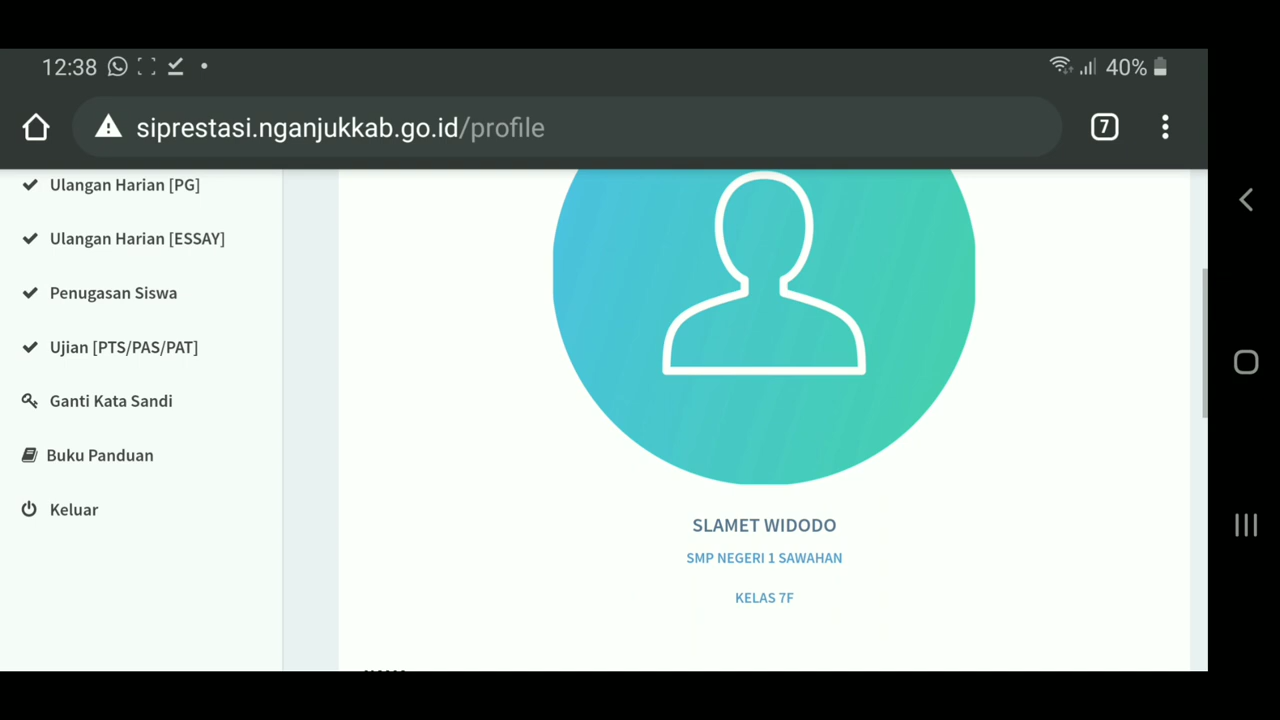 12:38
40%
siprestasi.nganjukkab.go.id/profile
7
Ulangan Harian [PG]
Ulangan Harian [ESSAY]
Penugasan Siswa
Ujian [PTS/PAS/PAT]
Ganti Kata Sandi
Buku Panduan
Keluar
SLAMET WIDODO
SMP NEGERI 1 SAWAHAN
KELAS 7F